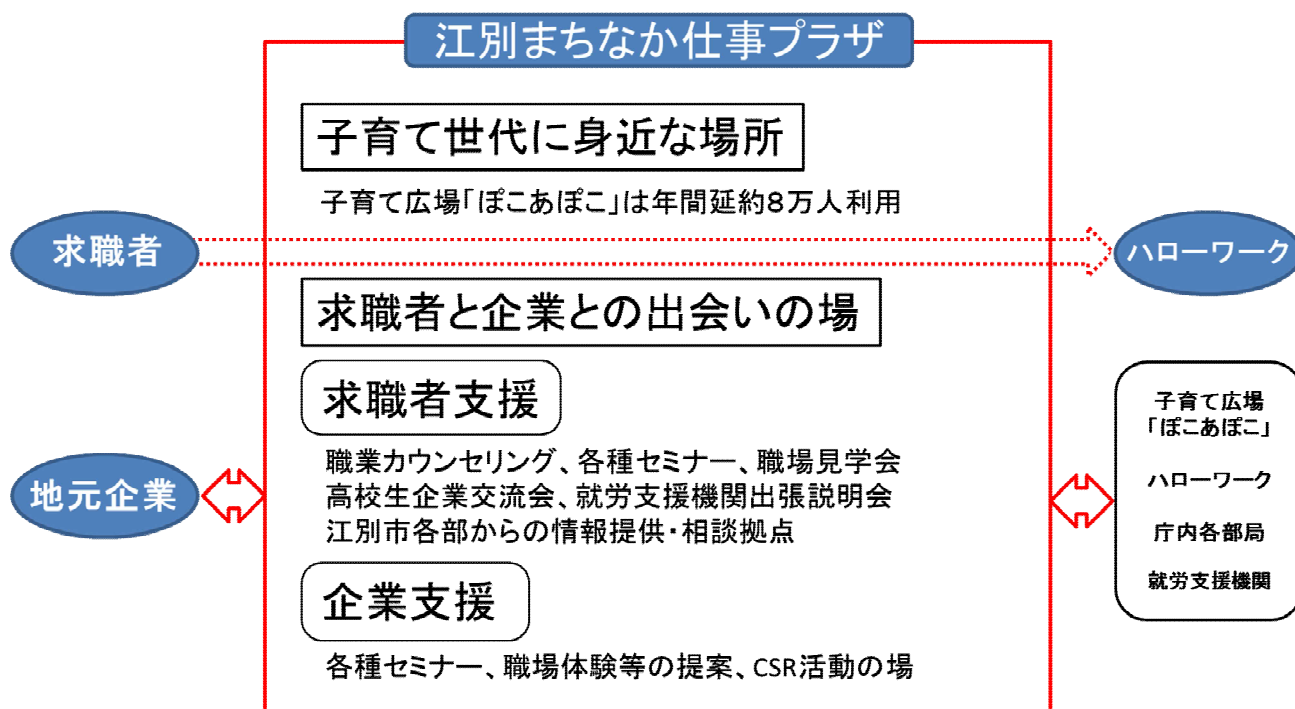 江別まちなか仕事プラザ
子育て世代に身近な場所
子育て広場「ぽこあぽこ」は年間延約8万人利用
求職者
ハローワーク
求職者と企業との出会いの場
求職者支援
職業カウンセリング、各種セミナー、職場見学会
高校生企業交流会、就労支援機関出張説明会
江別市各部からの情報提供・相談拠点
地元企業
企業支援
各種セミナー、職場体験等の提案、CSR活動の場
子育て広場
「ぽこあぽこ」
ハローワーク
庁内各部局
就労支援機関